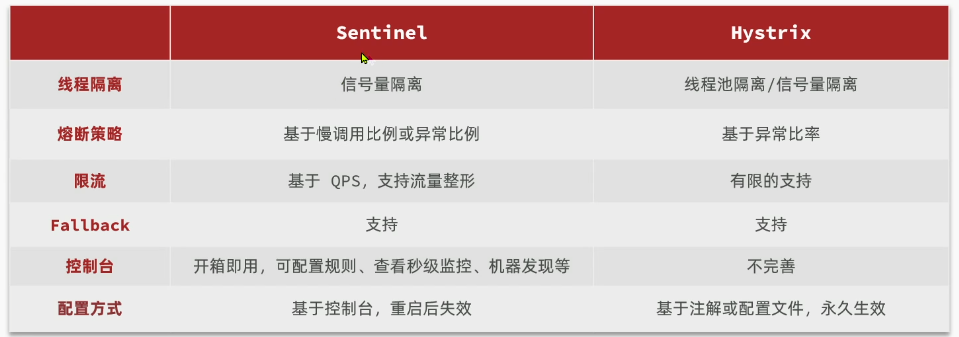 Sentinel Hystrix
线程隔离 信号量隔离 线程池隔离/信号量隔离
熔断策略 基于慢调用比例或异常比例 基于异常比率
限流 基于 QPS，支持流量整形 有限的支持
Fallback 支持 支持
控制台 开箱即用，可配置规则、查看秒级监控、机器发现等 不完善
配置方式 基于控制台，重启后失效 基于注解或配置文件，永久生效